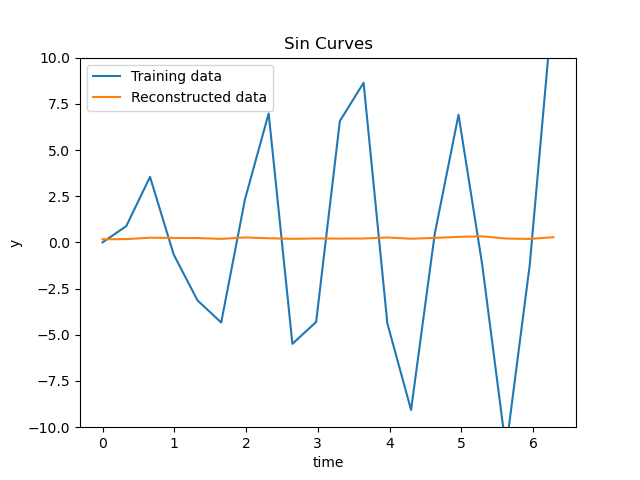 Sin Curves
Training data
Reconstructed data
10.0
7.5
5.0
2.5
0.0
−2.5
−5.0
−7.5
−10.0
y
0 1 2 3 4 5 6
time